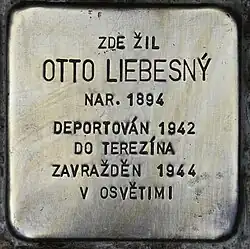 ZDE ŽIL
OTTO LIEBESNÝ
NAR. 1894
DEPORTOVÁN 1942
DO TEREZÍNA
ZAVRAŽDĚN 1944
V OSVĚTIMI